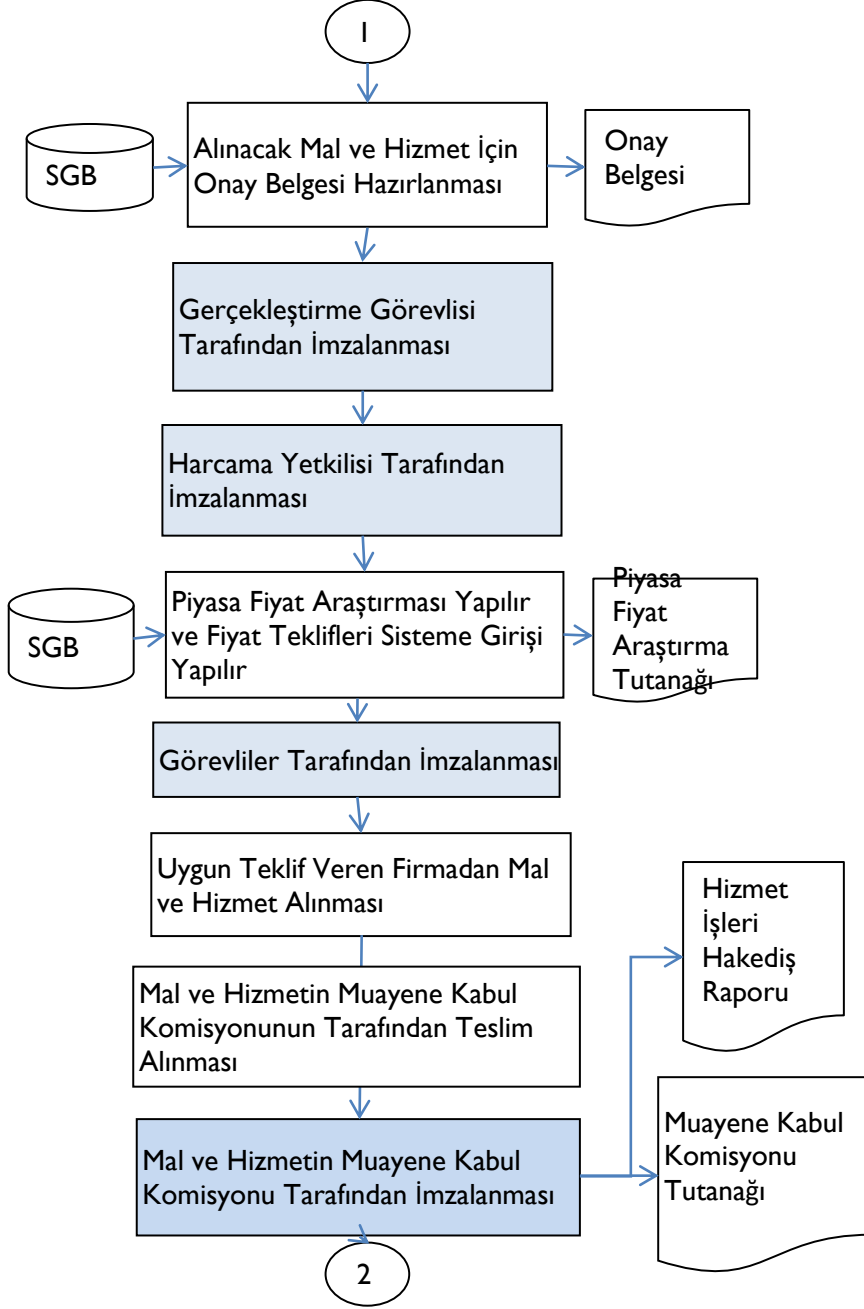 1
SGB
Alınacak Mal ve Hizmet İçin
Onay Belgesi Hazırlanması
Onay
Belgesi
Gerçekleştirme Görevlisi
Tarafından İmzalanması
Harcama Yetkilisi Tarafından
İmzalanması
SGB
Piyasa Fiyat Araştırması Yapılır
ve Fiyat Teklifleri Sisteme Girişi
Yapılır
Piyasa
Fiyat
Araştırma
Tutanağı
Görevliler Tarafından İmzalanması
Uygun Teklif Veren Firmadan Mal
ve Hizmet Alınması
Hizmet
İşleri
Hakediş
Raporu
Mal ve Hizmetin Muayene Kabul
Komisyonunun Tarafından Teslim
Alınması
Mal ve Hizmetin Muayene Kabul
Komisyonu Tarafından İmzalanması
Muayene Kabul
Komisyonu
Tutanağı
2